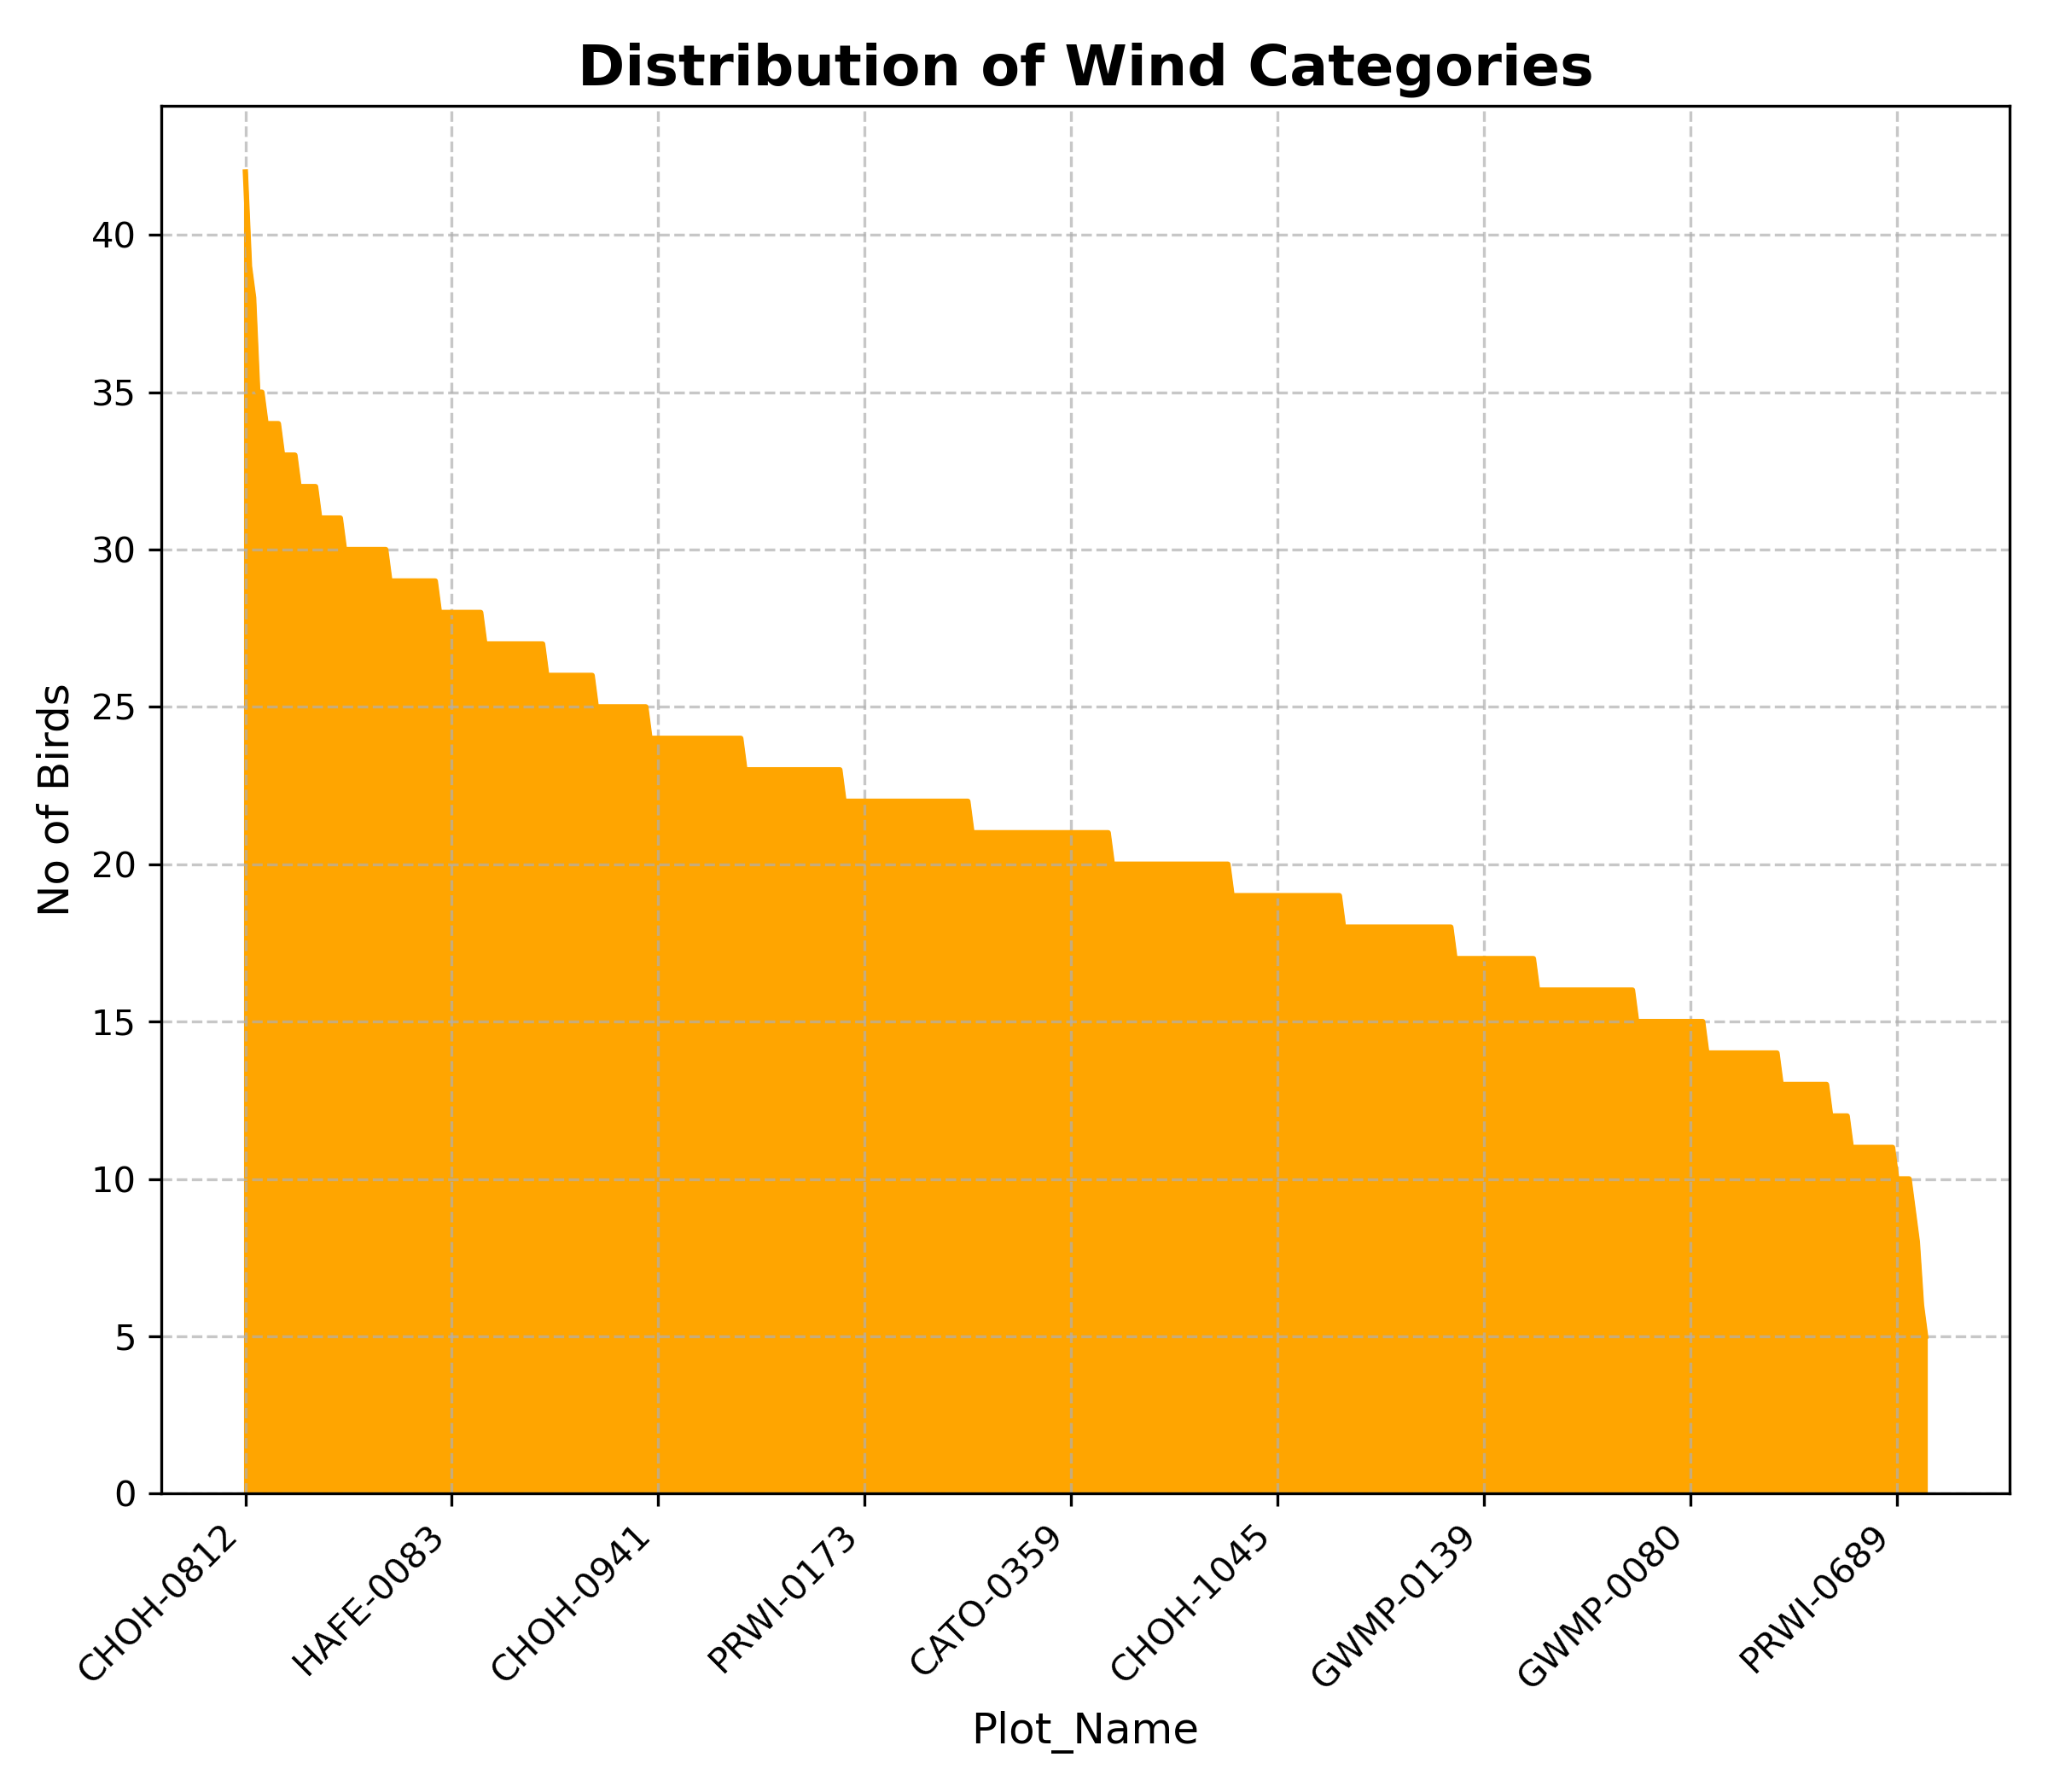 Distribution of Wind Categories
No of Birds
40
35
30
25
20
15
10
5
0
CHOH-0812
HAFE-0083
CHOH-0941
PRWI-0173
CATO-0359
CHOH-1045
GWMP-0139
GWMP-0080
PRWI-0689
Plot_Name